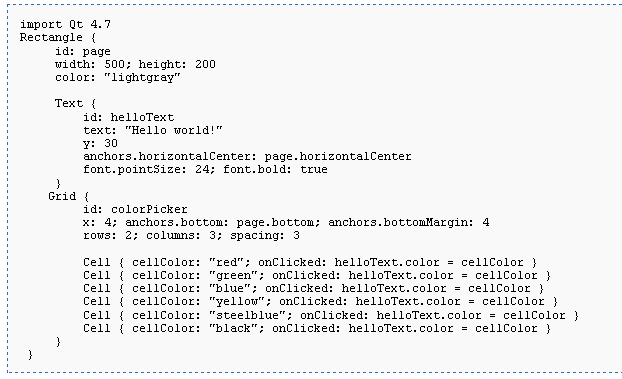 import Qt 4.7
Rectangle {
     id: page
     width: 500; height: 200
     color: "lightgray"

     Text {
         id: helloText
         text: "Hello world!"
         y: 30
         anchors.horizontalCenter: page.horizontalCenter
         font.pointSize: 24; font.bold: true
     }
    Grid {
         id: colorPicker
         x: 4; anchors.bottom: page.bottom; anchors.bottomMargin: 4
         rows: 2; columns: 3; spacing: 3

         Cell { cellColor: "red"; onClicked: helloText.color = cellColor }
         Cell { cellColor: "green"; onClicked: helloText.color = cellColor }
         Cell { cellColor: "blue"; onClicked: helloText.color = cellColor }
         Cell { cellColor: "yellow"; onClicked: helloText.color = cellColor }
         Cell { cellColor: "steelblue"; onClicked: helloText.color = cellColor }
         Cell { cellColor: "black"; onClicked: helloText.color = cellColor }
     }
 }